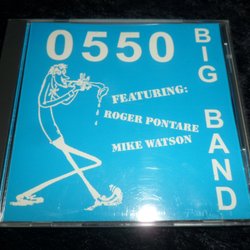 0550
BIG BAND
FEATURING:
ROGER PONTARE
MIKE WATSON